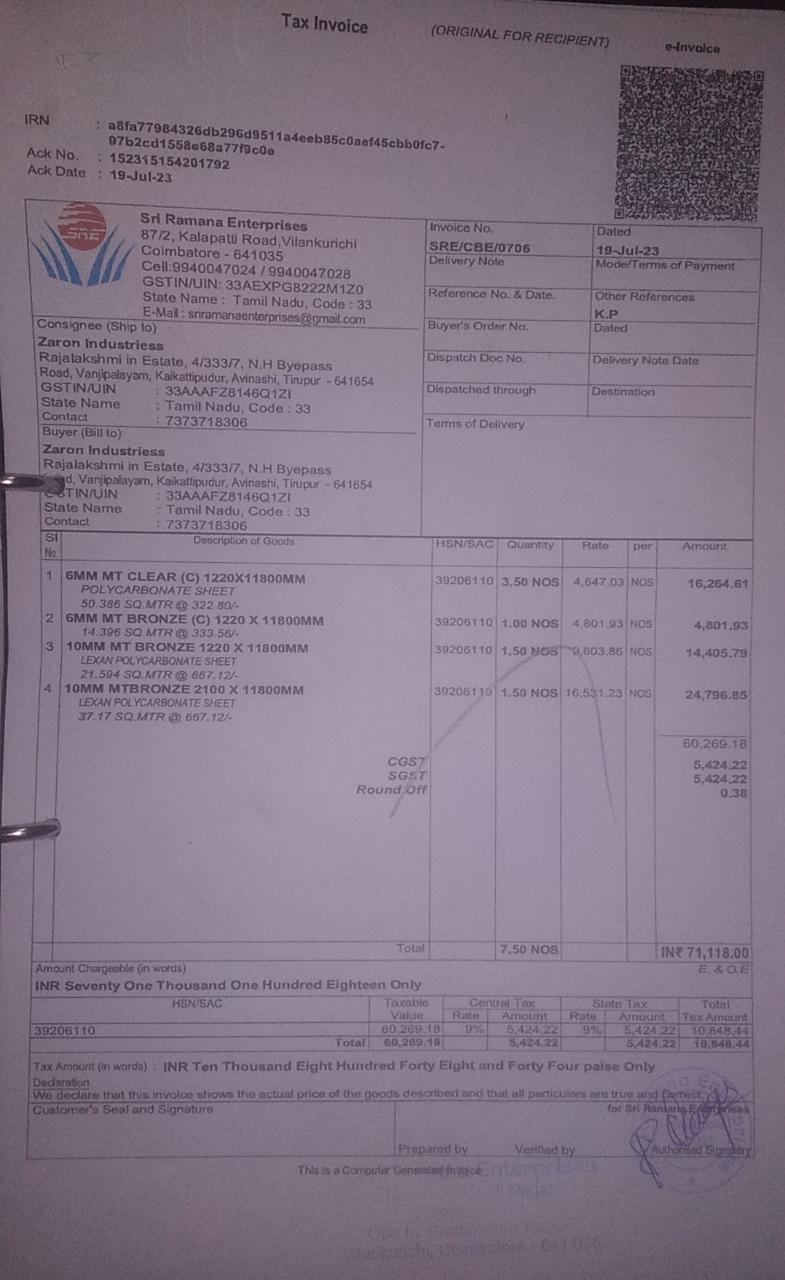 Tax Invoice
(ORIGINAL FOR RECIPIENT)
e-Invoice
IRN : a8fa77984326db296d9511a4eeb85c0aef45cbb0fc7-
97b2cd1558e68a77f9c0e
Ack No. : 152315154201792
Ack Date : 19-Jul-23
SRE
Sri Ramana Enterprises
87/2, Kalapatti Road,Vilankurichi
Coimbatore - 641035
Cell:9940047024 / 9940047028
GSTIN/UIN: 33AEXPG8222M1Z0
State Name : Tamil Nadu, Code : 33
E-Mail : sriramanaenterprises@gmail.com
Invoice No.
SRE/CBE/0706
Dated
19-Jul-23
Delivery Note
Mode/Terms of Payment
Reference No. & Date.
Other References
K.P
Buyer's Order No.
Dated
Dispatch Doc No.
Delivery Note Date
Dispatched through
Destination
Terms of Delivery
Consignee (Ship to)
Zaron Industriess
Rajalakshmi in Estate, 4/333/7, N.H Byepass
Road, Vanjipalayam, Kaikattipudur, Avinashi, Tirupur - 641654
GSTIN/UIN : 33AAAFZ8146Q1ZI
State Name : Tamil Nadu, Code : 33
Contact : 7373718306
Buyer (Bill to)
Zaron Industriess
Rajalakshmi in Estate, 4/333/7, N.H Byepass
Vanjipalayam, Kaikattipudur, Avinashi, Tirupur - 641654
GSTIN/UIN : 33AAAFZ8146Q1ZI
State Name : Tamil Nadu, Code : 33
Contact : 7373718306
Sl No. Description of Goods HSN/SAC Quantity Rate per Amount
1 6MM MT CLEAR (C) 1220X11800MM 39206110 3.50 NOS 4,647.03 NOS 16,264.61
POLYCARBONATE SHEET
50.386 SQ.MTR @ 322.80/-
2 6MM MT BRONZE (C) 1220 X 11800MM 39206110 1.00 NOS 4,801.93 NOS 4,801.93
14.396 SQ.MTR @ 333.56/-
3 10MM MT BRONZE 1220 X 11800MM 39206110 1.50 NOS 9,603.86 NOS 14,405.79
LEXAN POLYCARBONATE SHEET
21.594 SQ.MTR @ 667.12/-
4 10MM MTBRONZE 2100 X 11800MM 39206110 1.50 NOS 16,531.23 NOS 24,796.85
LEXAN POLYCARBONATE SHEET
37.17 SQ.MTR @ 667.12/-
60,269.18
CGST 5,424.22
SGST 5,424.22
Round Off 0.38
Total 7.50 NOS IN₹ 71,118.00
Amount Chargeable (in words) E. & O.E
INR Seventy One Thousand One Hundred Eighteen Only
HSN/SAC Taxable Value Central Tax Rate Amount State Tax Rate Amount Total Tax Amount
39206110 60,269.18 9% 5,424.22 9% 5,424.22 10,848.44
Total 60,269.18 5,424.22 5,424.22 10,848.44
Tax Amount (in words) : INR Ten Thousand Eight Hundred Forty Eight and Forty Four paise Only
Declaration
We declare that this invoice shows the actual price of the goods described and that all particulars are true and correct.
Customer's Seal and Signature
for Sri Ramana Enterprises
Prepared by
Verified by
Authorised Signatory
This is a Computer Generated Invoice
Enterprises
Nagar
Vilankurichi, Coimbatore - 641 035